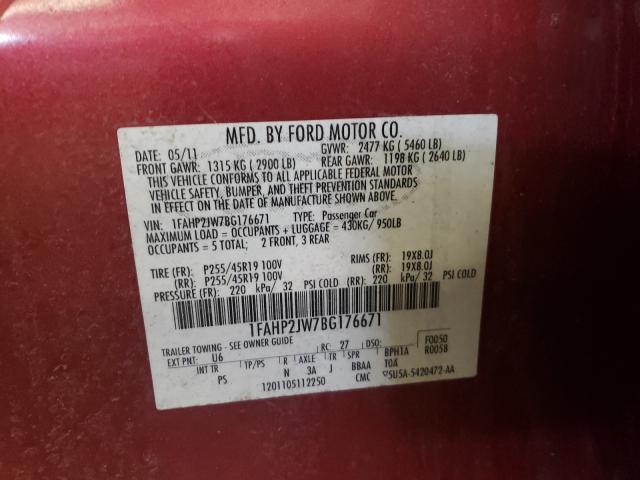 MFD. BY FORD MOTOR CO.
DATE: 05/11 GVWR: 2477 KG ( 5460 LB)
FRONT GAWR: 1315 KG ( 2900 LB) REAR GAWR: 1198 KG ( 2640 LB)
THIS VEHICLE CONFORMS TO ALL APPLICABLE FEDERAL MOTOR
VEHICLE SAFETY, BUMPER, AND THEFT PREVENTION STANDARDS
IN EFFECT ON THE DATE OF MANUFACTURE SHOWN ABOVE.
VIN: 1FAHP2JW7BG176671 TYPE: Passenger Car
MAXIMUM LOAD = OCCUPANTS + LUGGAGE = 430KG/ 950LB
OCCUPANTS = 5 TOTAL; 2 FRONT, 3 REAR
TIRE (FR): P255/45R19 100V RIMS (FR): 19X8.0J
(RR): P255/45R19 100V (RR): 19X8.0J
PRESSURE (FR): 220 kPa/ 32 PSI COLD (RR): 220 kPa/ 32 PSI COLD
1FAHP2JW7BG176671
TRAILER TOWING - SEE OWNER GUIDE
EXT PNT: U6 RC: 27 DSO: F0050
INT TR TP/PS R AXLE TR SPR BPHTA R0058
PS N 3A J BBAA TOA
1201105112250 CMC 5U5A-5420472-AA